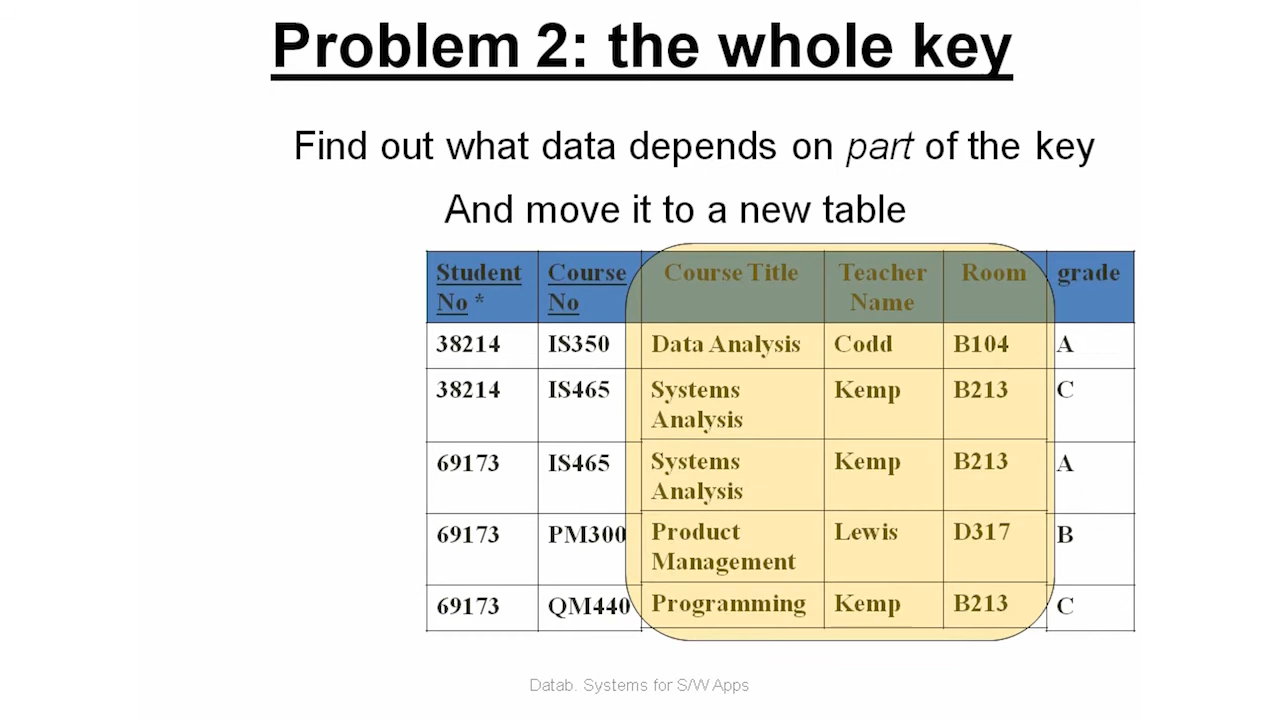 Problem 2: the whole key
Find out what data depends on part of the key
And move it to a new table
Student No * Course No Course Title Teacher Name Room grade
38214 IS350 Data Analysis Codd B104 A
38214 IS465 Systems Analysis Kemp B213 C
69173 IS465 Systems Analysis Kemp B213 A
69173 PM300 Product Management Lewis D317 B
69173 QM440 Programming Kemp B213 C
Datab. Systems for S/W Apps